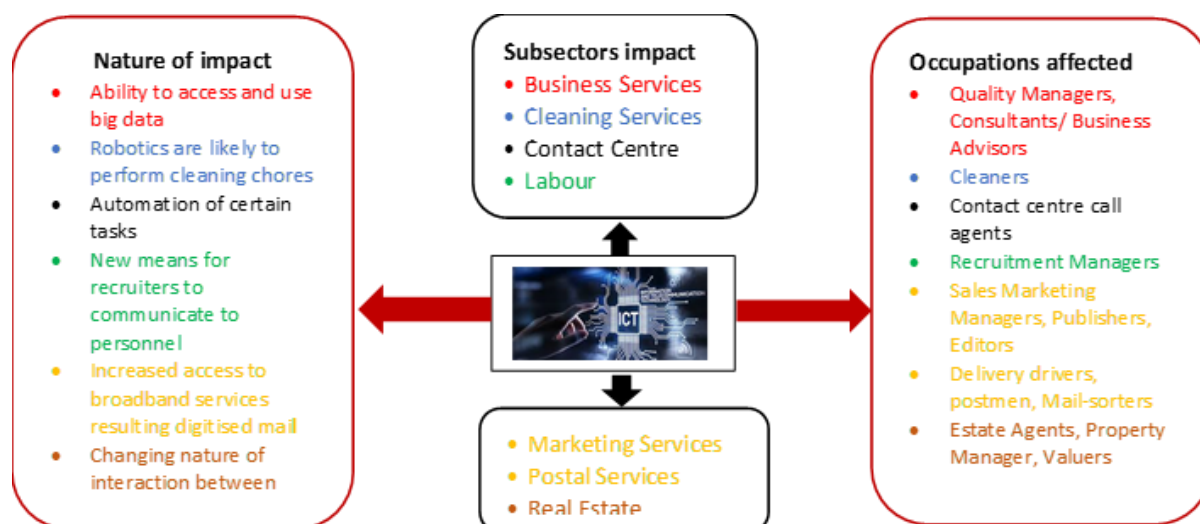 Nature of impact
• Ability to access and use
big data
• Robotics are likely to
perform cleaning chores
• Automation of certain
tasks
• New means for
recruiters to
communicate to
personnel
• Increased access to
broadband services
resulting digitised mail
• Changing nature of
interaction between
Subsectors impact
• Business Services
• Cleaning Services
• Contact Centre
• Labour
ICT
• Marketing Services
• Postal Services
• Real Estate
Occupations affected
• Quality Managers,
Consultants/ Business
Advisors
• Cleaners
• Contact centre call
agents
• Recruitment Managers
• Sales Marketing
Managers, Publishers,
Editors
• Delivery drivers,
postmen, Mail-sorters
• Estate Agents, Property
Manager, Valuers